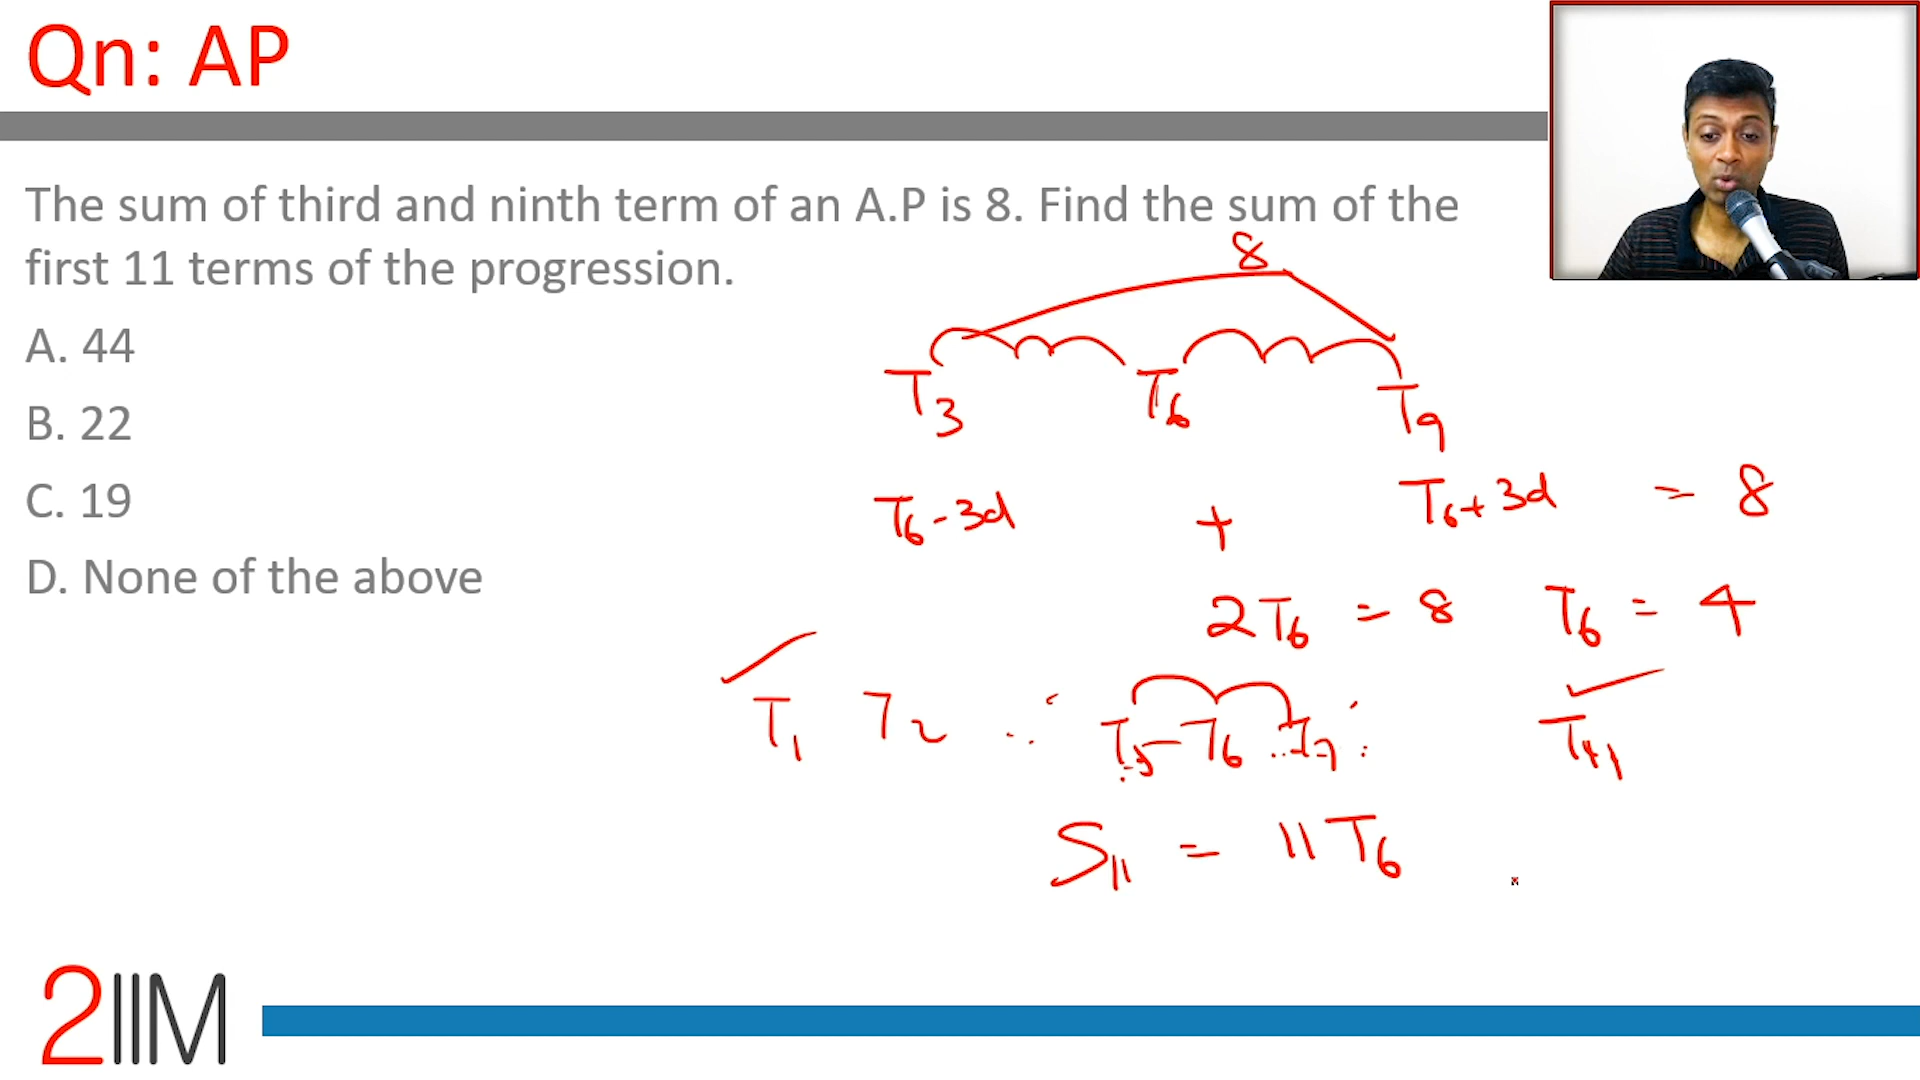 Qn: AP
The sum of third and ninth term of an A.P is 8. Find the sum of the
first 11 terms of the progression.
A. 44
B. 22
C. 19
D. None of the above
8
T3 T6 T9
T6-3d + T6+3d = 8
2T6 = 8 T6 = 4
T1 T2 ... T5 T6 T7 ... T11
S11 = 11 T6
2IIM